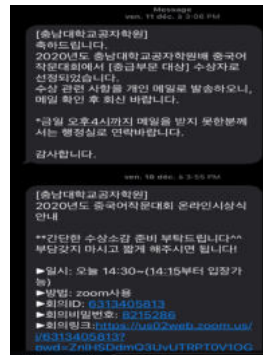 Message
ven. 11 déc. à 3:06 PM
[충남대학교공자학원]
축하드립니다.
2020년도 충남대학교공자학원배 중국어
작문대회에서 [중급부문 대상] 수상자로
선정되었습니다.
수상 관련 사항을 개인 메일로 발송하오니,
메일 확인 후 회신 바랍니다.
*금일 오후4시까지 메일을 받지 못한분께
서는 행정실로 연락바랍니다.
감사합니다.
ven. 18 déc. à 3:55 PM
[충남대학교공자학원]
2020년도 중국어작문대회 온라인시상식
안내
**간단한 수상소감 준비 부탁드립니다^^
부담갖지 마시고 짧게 해주시면 됩니다!
►일시: 오늘 14:30~(14:15부터 입장가
능)
►방법: zoom사용
►회의ID: 6313405813
►회의비밀번호: 8215286
►회의링크:https://us02web.zoom.us/
j/6313405813?